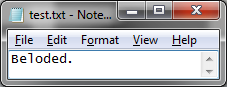 test.txt - Note...
File Edit Format View Help
Beloded.